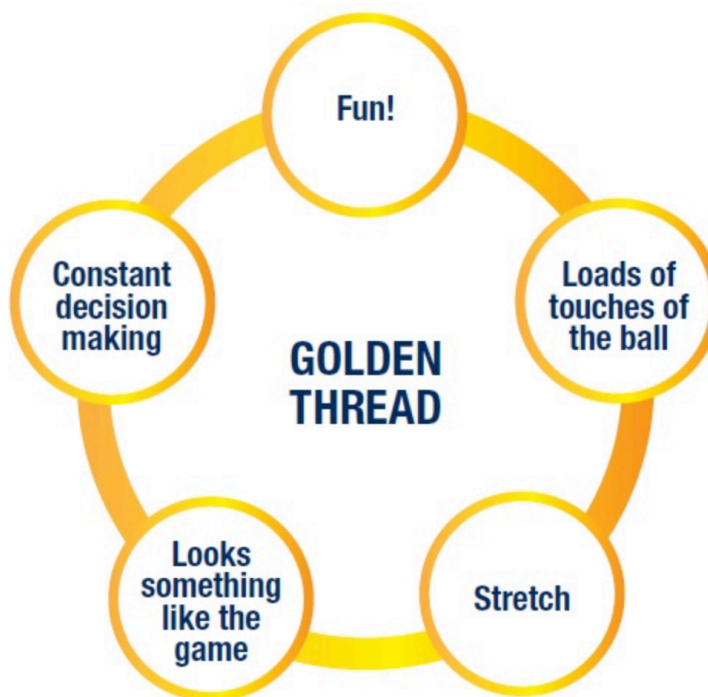 Fun!
Loads of
touches of
the ball
Stretch
Looks
something
like the
game
Constant
decision
making
GOLDEN
THREAD